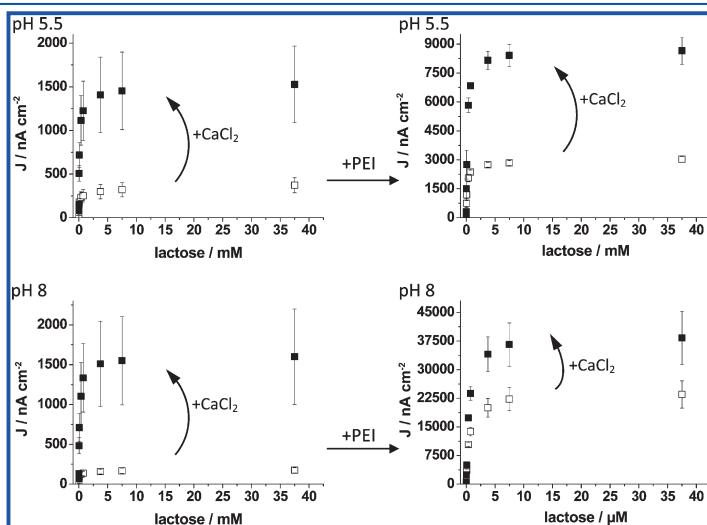 pH 5.5
2000
1500
1000
500
0
J / nA cm-2
+CaCl2
0 5 10 15 20 25 30 35 40
lactose / mM
+PEI
pH 5.5
9000
7500
6000
4500
3000
1500
0
J / nA cm-2
+CaCl2
0 5 10 15 20 25 30 35 40
lactose / mM
pH 8
2000
1500
1000
500
0
J / nA cm-2
+CaCl2
0 5 10 15 20 25 30 35 40
lactose / mM
+PEI
pH 8
45000
37500
30000
22500
15000
7500
0
J / nA cm-2
+CaCl2
0 5 10 15 20 25 30 35 40
lactose / µM